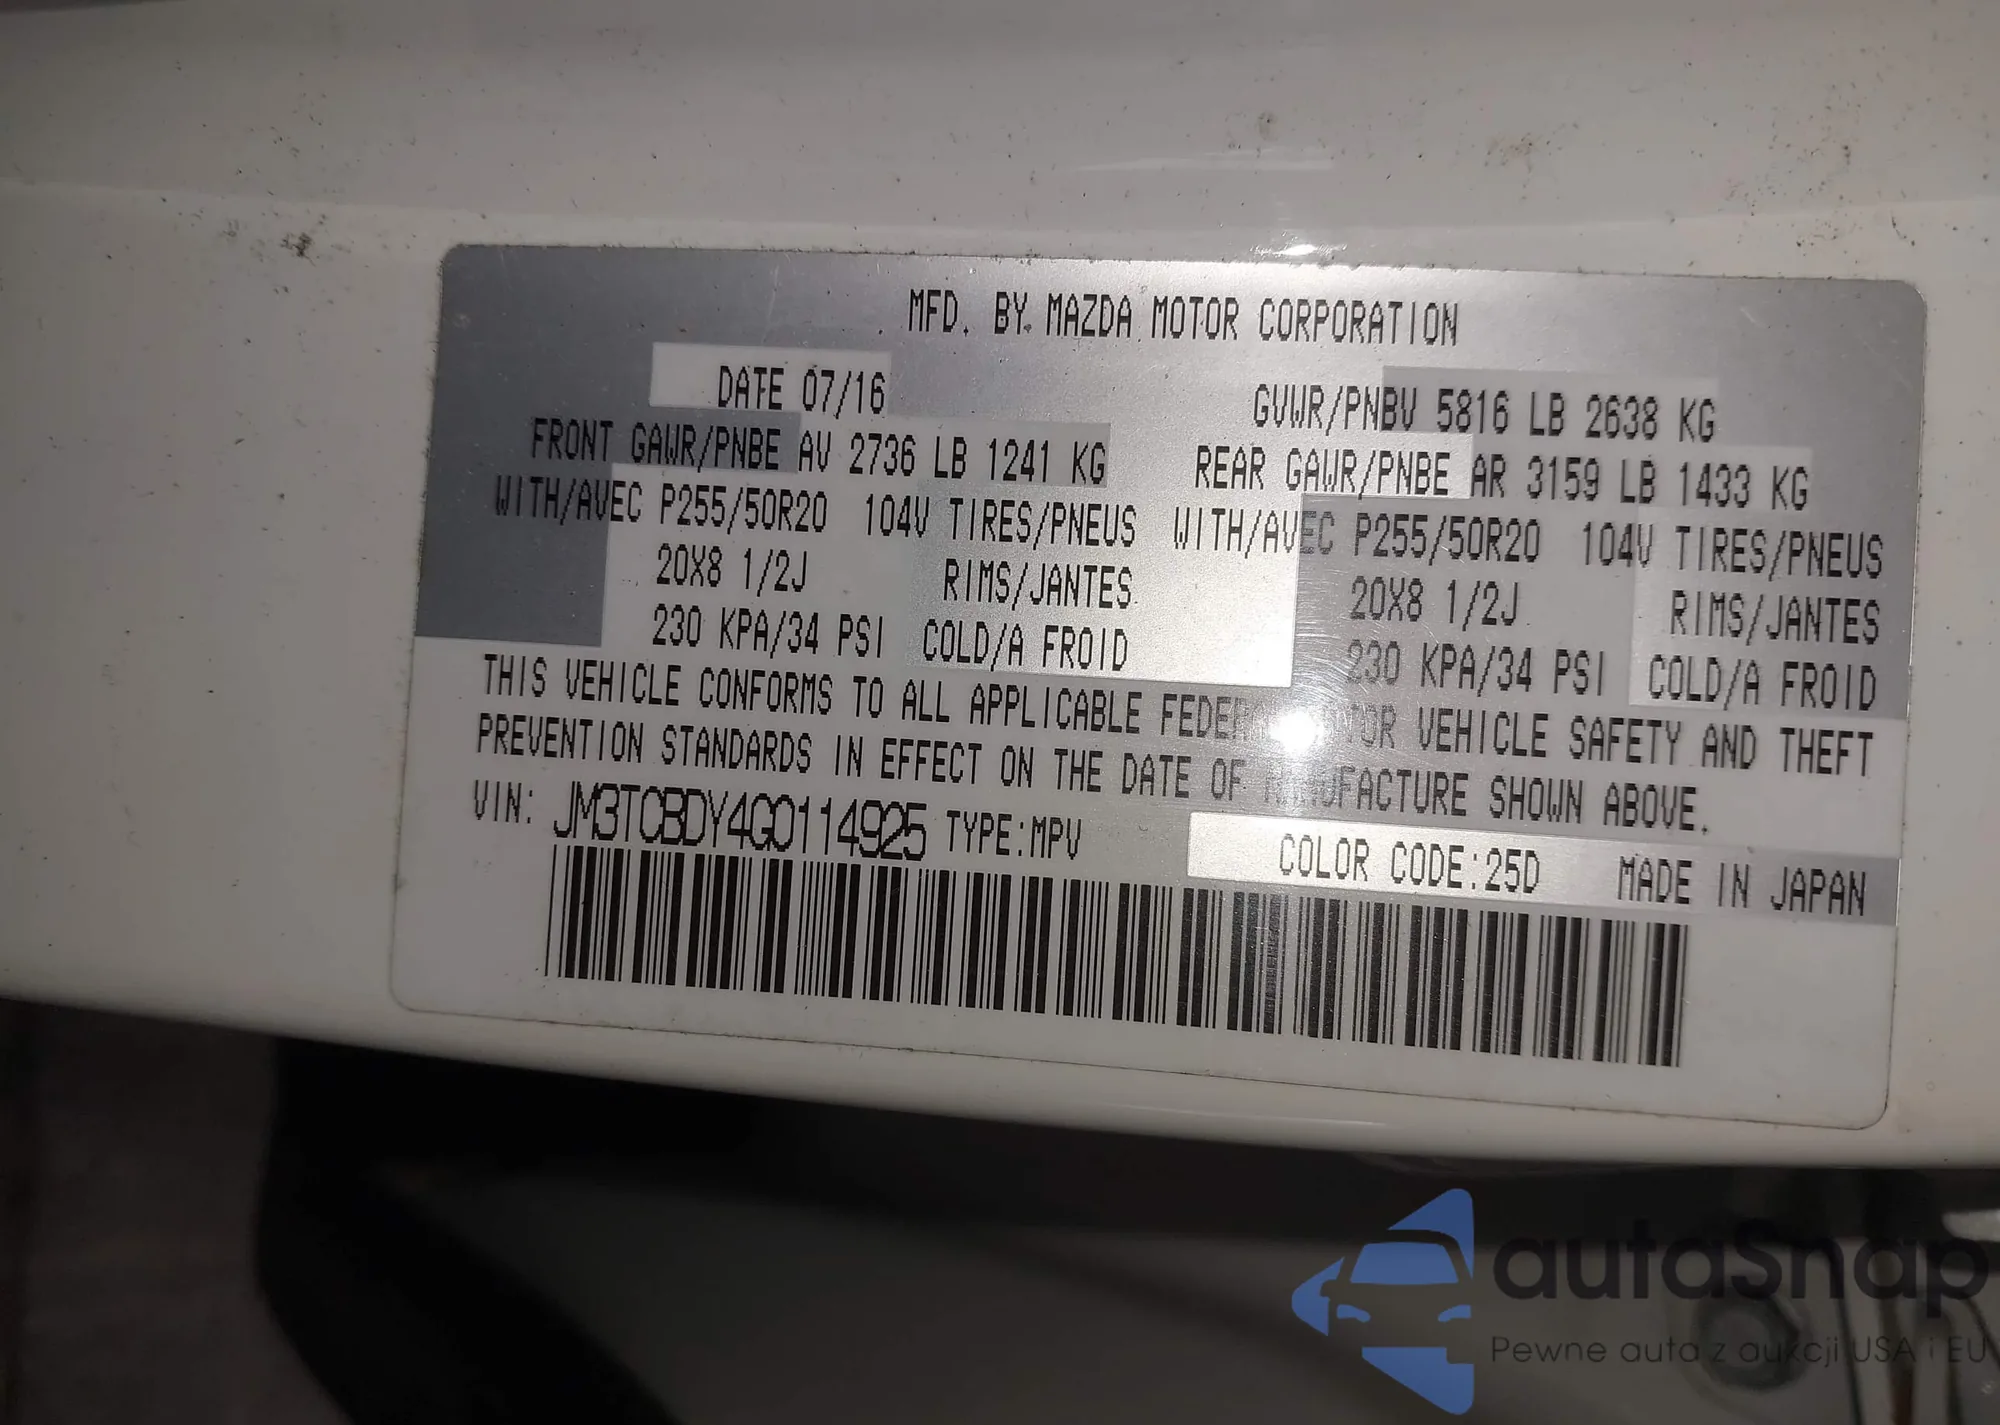 MFD. BY MAZDA MOTOR CORPORATION
DATE 07/16 GVWR/PNBV 5816 LB 2638 KG
FRONT GAWR/PNBE AV 2736 LB 1241 KG REAR GAWR/PNBE AR 3159 LB 1433 KG
WITH/AVEC P255/50R20 104V TIRES/PNEUS WITH/AVEC P255/50R20 104V TIRES/PNEUS
20X8 1/2J RIMS/JANTES 20X8 1/2J RIMS/JANTES
230 KPA/34 PSI COLD/A FROID 230 KPA/34 PSI COLD/A FROID
THIS VEHICLE CONFORMS TO ALL APPLICABLE FEDERAL MOTOR VEHICLE SAFETY AND THEFT
PREVENTION STANDARDS IN EFFECT ON THE DATE OF MANUFACTURE SHOWN ABOVE.
VIN: JM3TCBDY4G0114925 TYPE:MPV COLOR CODE:25D MADE IN JAPAN
autaSnap
Pewne auta z aukcji USA i EU